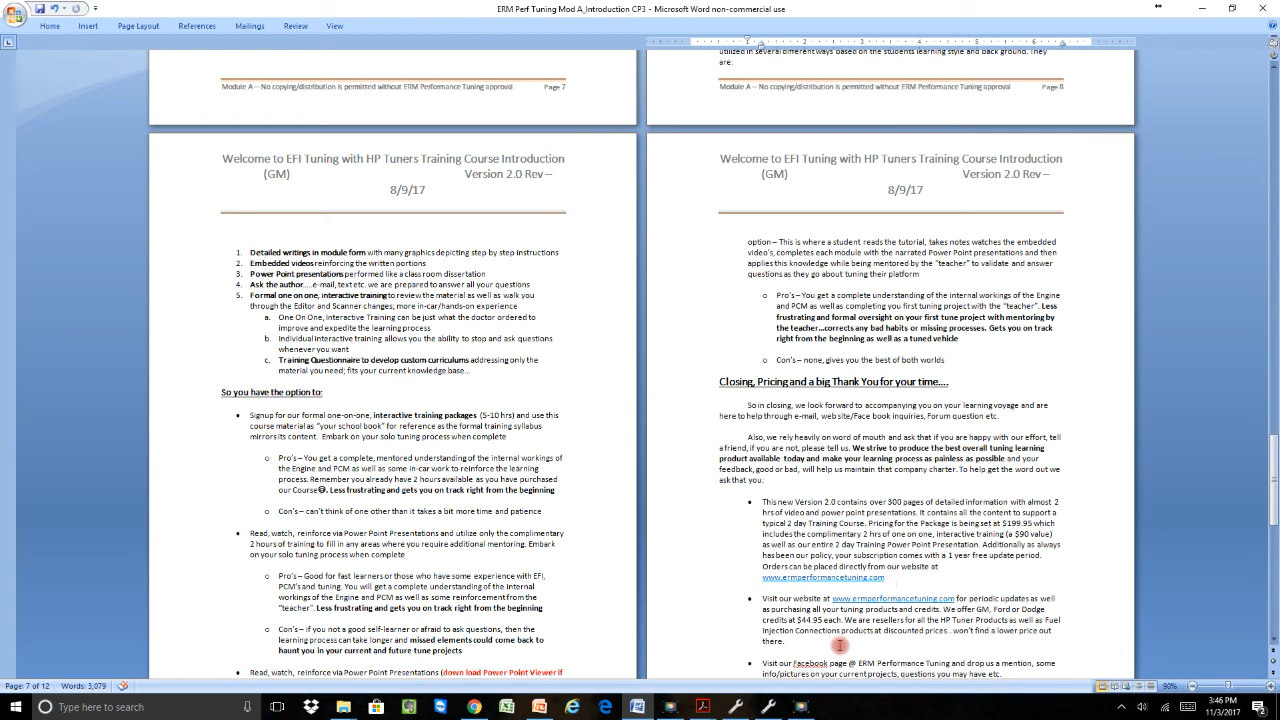 ERM Perf Tuning Mod A_Introduction CP3 - Microsoft Word non-commercial use
Home Insert Page Layout References Mailings Review View
Module A – No copying/distribution is permitted without ERM Performance Tuning approval Page 7
utilized in several different ways based on the students learning style and back ground. They
are:
Module A – No copying/distribution is permitted without ERM Performance Tuning approval Page 8
Welcome to EFI Tuning with HP Tuners Training Course Introduction
(GM) Version 2.0 Rev –
8/9/17
1. Detailed writings in module form with many graphics depicting step by step instructions
2. Embedded videos reinforcing the written portions
3. Power Point presentations performed like a class room dissertation
4. Ask the author.....e-mail, text etc. we are prepared to answer all your questions
5. Formal one on one, interactive training to review the material as well as walk you
through the Editor and Scanner changes; more in-car/hands-on experience
a. One On One, Interactive Training can be just what the doctor ordered to
improve and expedite the learning process
b. Individual interactive training allows you the ability to stop and ask questions
whenever you want
c. Training Questionnaire to develop custom curriculums addressing only the
material you need; fits your current knowledge base...
So you have the option to:
• Signup for our formal one-on-one, interactive training packages (5-10 hrs) and use this
course material as "your school book" for reference as the formal training syllabus
mirrors its content. Embark on your solo tuning process when complete
o Pro's – You get a complete, mentored understanding of the internal workings of
the Engine and PCM as well as some in-car work to reinforce the learning
process. Remember you already have 2 hours available as you have purchased
our Course😊. Less frustrating and gets you on track right from the beginning
o Con's – can't think of one other than it takes a bit more time and patience
• Read, watch, reinforce via Power Point Presentations and utilize only the complimentary
2 hours of training to fill in any areas where you require additional mentoring. Embark
on your solo tuning process when complete
o Pro's – Good for fast learners or those who have some experience with EFI,
PCM's and tuning. You will get a complete understanding of the internal
workings of the Engine and PCM as well as some reinforcement from the
"teacher". Less frustrating and gets you on track right from the beginning
o Con's – if you not a good self-learner or afraid to ask questions, then the
learning process can take longer and missed elements could come back to
haunt you in your current and future tune projects
• Read, watch, reinforce via Power Point Presentations (down load Power Point Viewer if
Welcome to EFI Tuning with HP Tuners Training Course Introduction
(GM) Version 2.0 Rev –
8/9/17
option – This is where a student reads the tutorial, takes notes watches the embedded
video's, completes each module with the narrated Power Point presentations and then
applies this knowledge while being mentored by the "teacher" to validate and answer
questions as they go about tuning their platform
o Pro's – You get a complete understanding of the internal workings of the Engine
and PCM as well as completing you first tuning project with the "teacher". Less
frustrating and formal oversight on your first tune project with mentoring by
the teacher...corrects any bad habits or missing processes. Gets you on track
right from the beginning as well as a tuned vehicle
o Con's – none, gives you the best of both worlds
Closing, Pricing and a big Thank You for your time....
So in closing, we look forward to accompanying you on your learning voyage and are
here to help through e-mail, web site/Face book inquiries, Forum question etc.
Also, we rely heavily on word of mouth and ask that if you are happy with our effort, tell
a friend, if you are not, please tell us. We strive to produce the best overall tuning learning
product available today and make your learning process as painless as possible and your
feedback, good or bad, will help us maintain that company charter. To help get the word out we
ask that you:
• This new Version 2.0 contains over 300 pages of detailed information with almost 2
hrs of video and power point presentations. It contains all the content to support a
typical 2 day Training Course. Pricing for the Package is being set at $199.95 which
includes the complimentary 2 hrs of one on one, interactive training (a $90 value)
as well as our entire 2 day Training Power Point Presentation. Additionally as always
has been our policy, your subscription comes with a 1 year free update period.
Orders can be placed directly from our website at
www.ermperformancetuning.com
• Visit our website at www.ermperformancetuning.com for periodic updates as well
as purchasing all your tuning products and credits. We offer GM, Ford or Dodge
credits at $44.95 each. We are resellers for all the HP Tuner Products as well as Fuel
Injection Connections products at discounted prices...won't find a lower price out
there.
• Visit our Facebook page @ ERM Performance Tuning and drop us a mention, some
info/pictures on your current projects, questions you may have etc.
Page: 7 of 12 Words: 3,079 90%
Type here to search
3:46 PM
11/3/2017